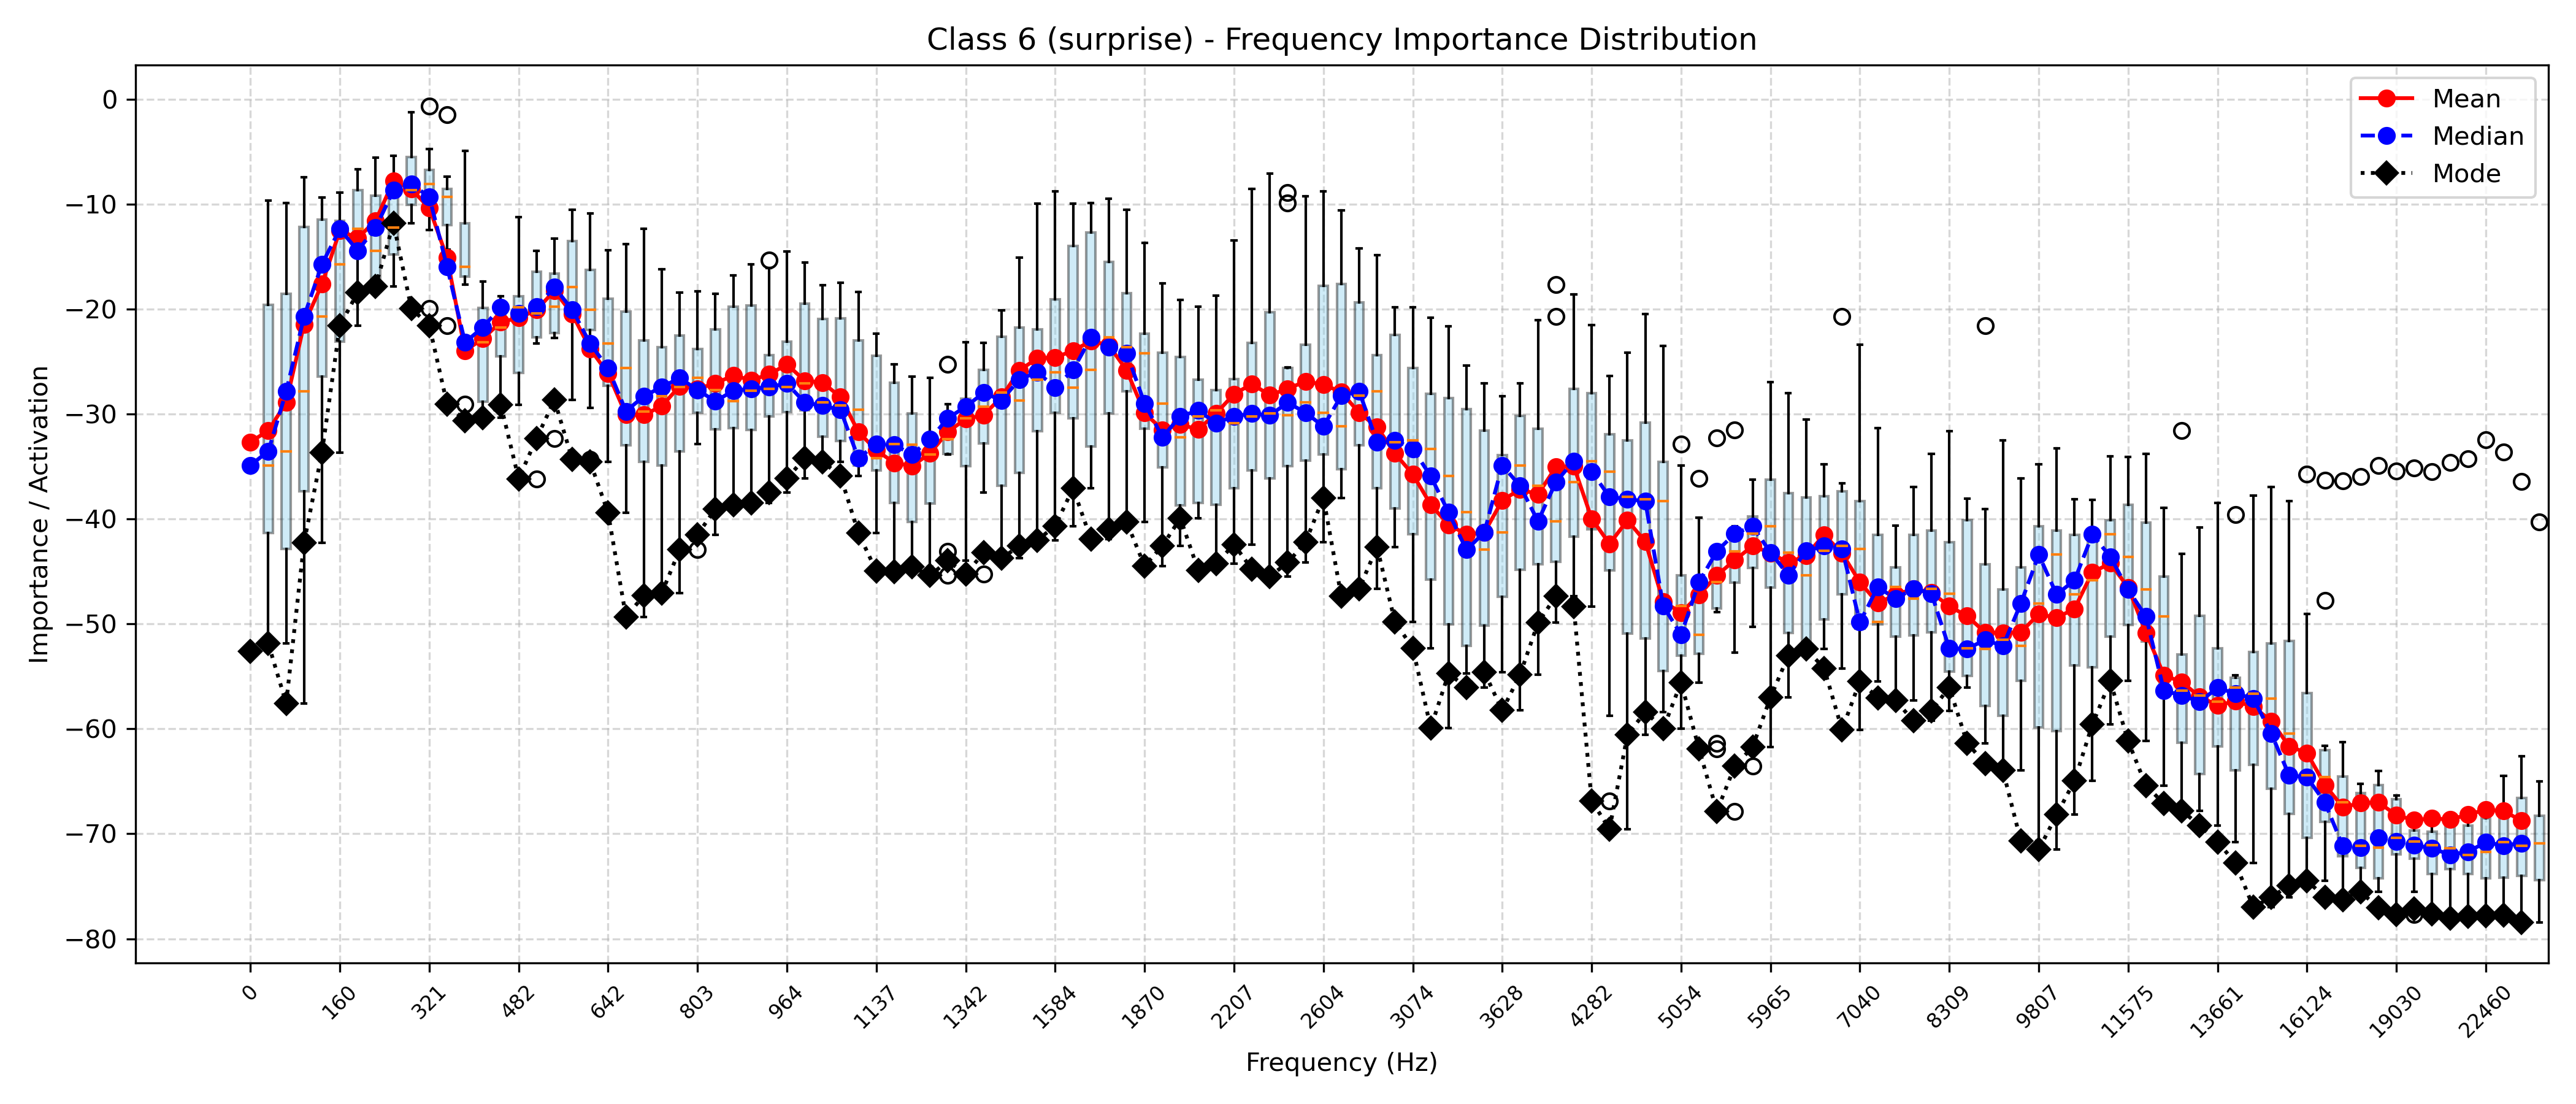 Class 6 (surprise) - Frequency Importance Distribution
Importance / Activation
0
−10
−20
−30
−40
−50
−60
−70
−80
Mean
Median
Mode
0 160 321 482 642 803 964 1137 1342 1584 1870 2207 2604 3074 3628 4282 5054 5965 7040 8309 9807 11575 13661 16124 19030 22460
Frequency (Hz)